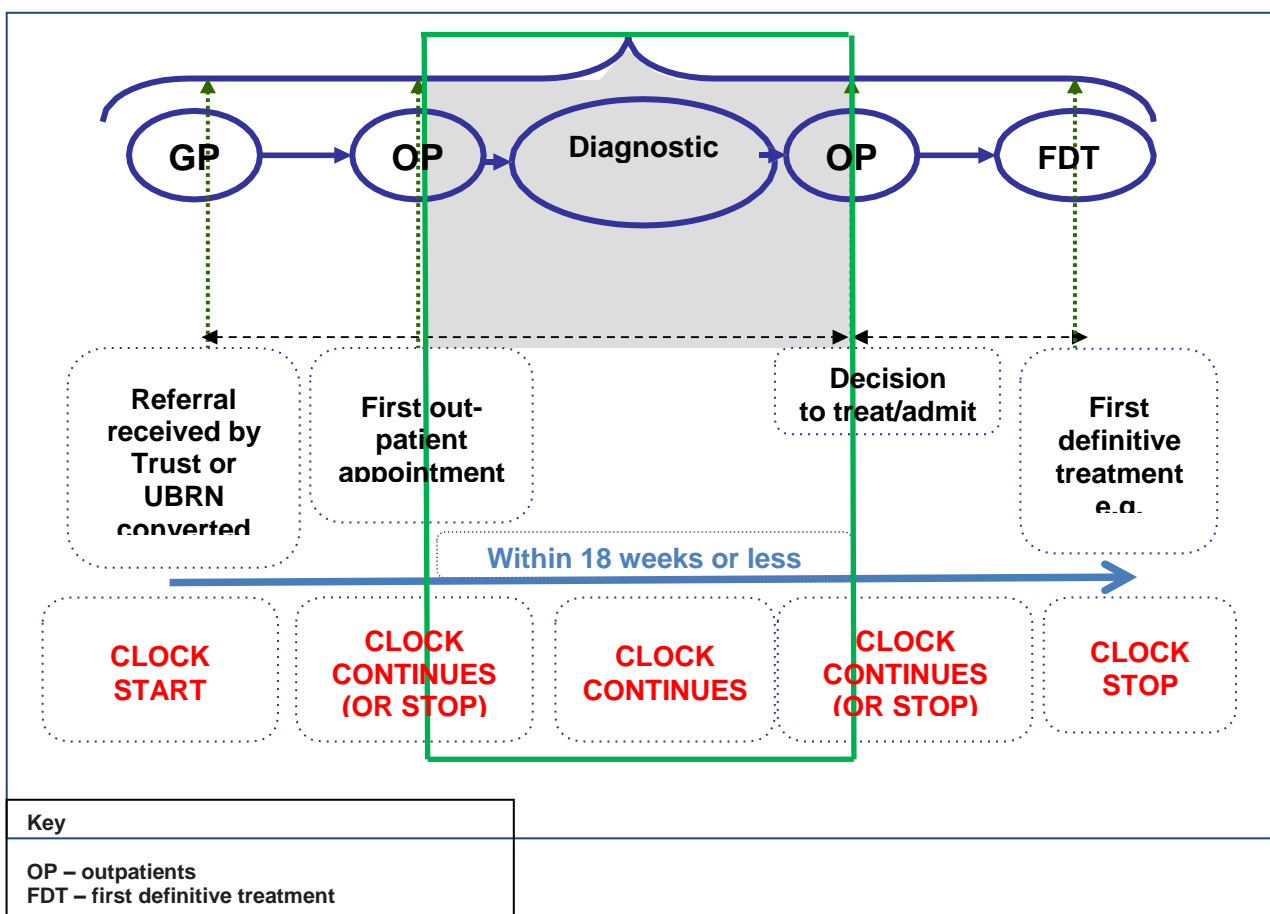 GP
OP
Diagnostic
OP
FDT
Referral
received by
Trust or
UBRN
converted
First out-
patient
appointment
Decision
to treat/admit
First
definitive
treatment
e.g.
Within 18 weeks or less
CLOCK
START
CLOCK
CONTINUES
(OR STOP)
CLOCK
CONTINUES
CLOCK
CONTINUES
(OR STOP)
CLOCK
STOP
Key
OP – outpatients
FDT – first definitive treatment